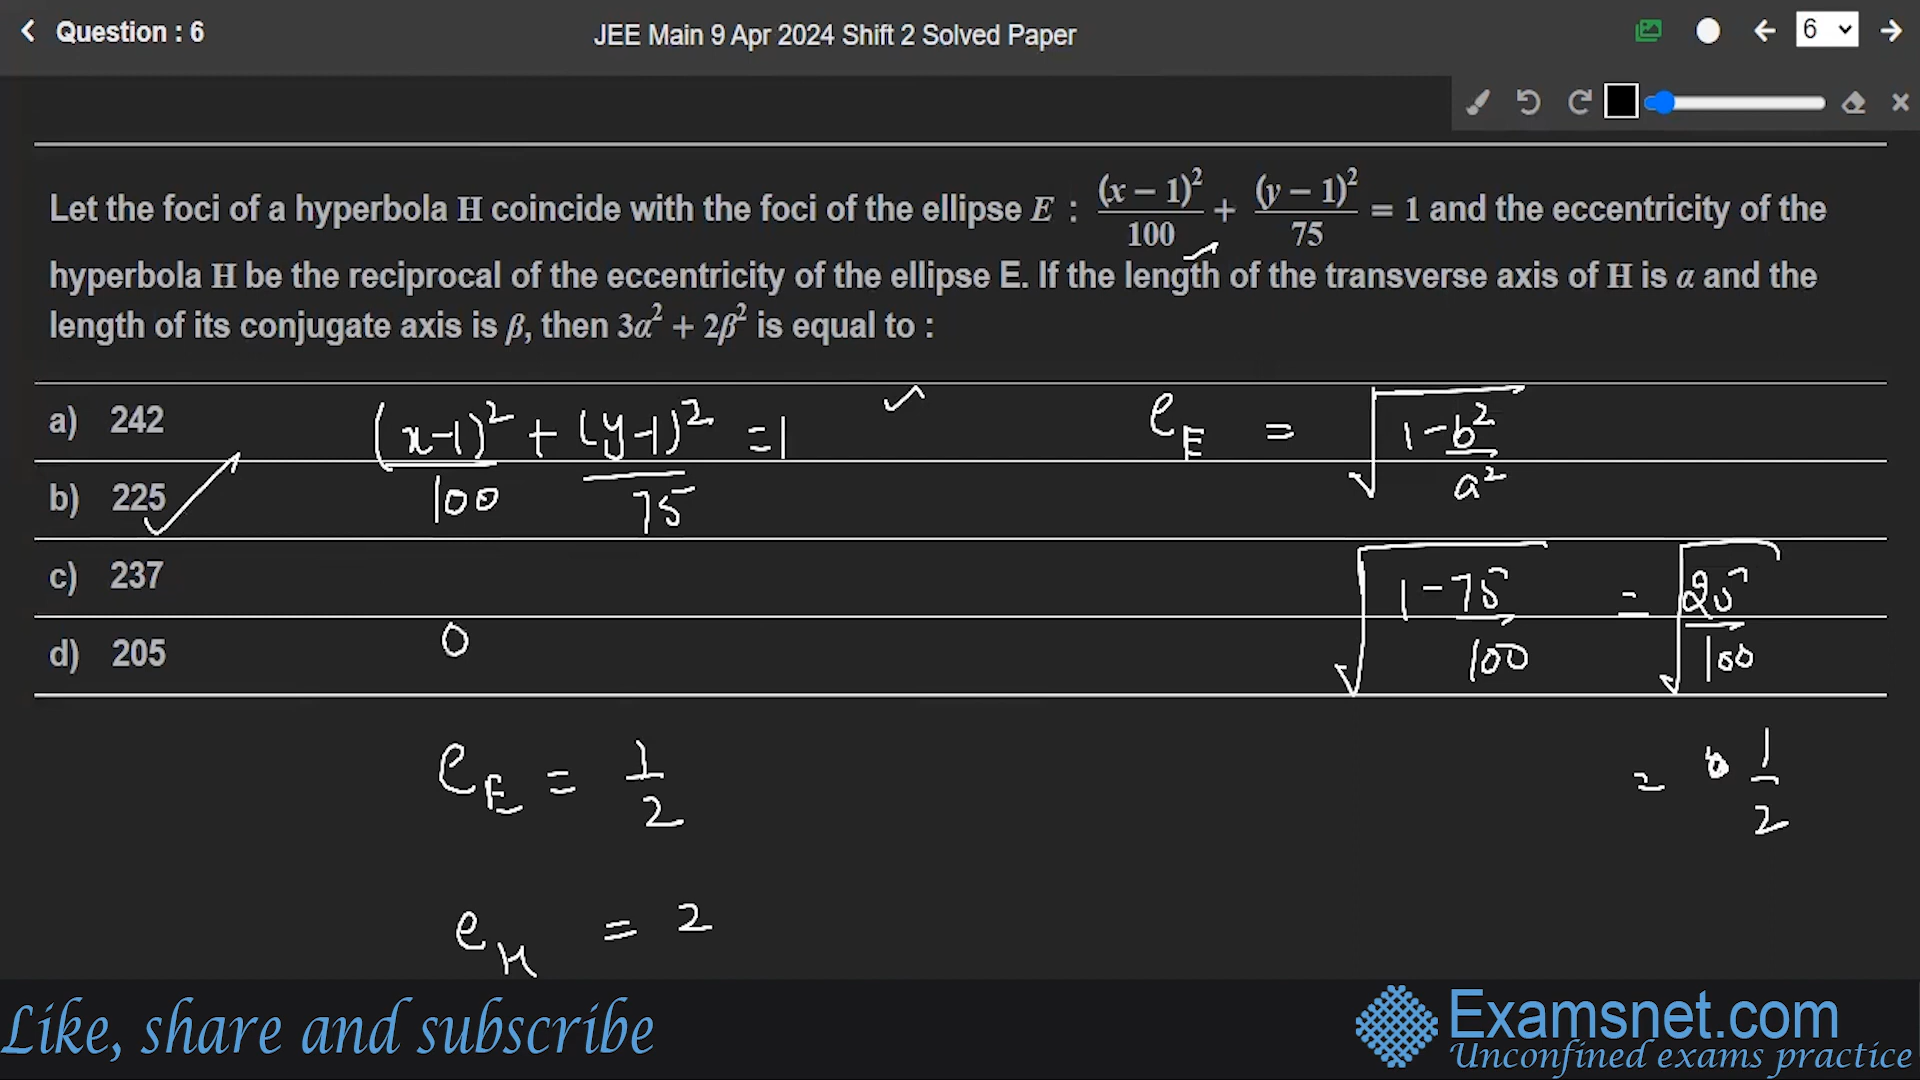 Question : 6
JEE Main 9 Apr 2024 Shift 2 Solved Paper
6
Let the foci of a hyperbola H coincide with the foci of the ellipse E : (x − 1)²/100 + (y − 1)²/75 = 1 and the eccentricity of the
hyperbola H be the reciprocal of the eccentricity of the ellipse E. If the length of the transverse axis of H is α and the
length of its conjugate axis is β, then 3α² + 2β² is equal to :
a) 242
b) 225
c) 237
d) 205
(x-1)²/100 + (y-1)²/75 = 1
e_E = √(1 - b²/a²)
√(1 - 75/100) = √(25/100)
= 1/2
0
e_E = 1/2
e_H = 2
Like, share and subscribe
Examsnet.com
Unconfined exams practice